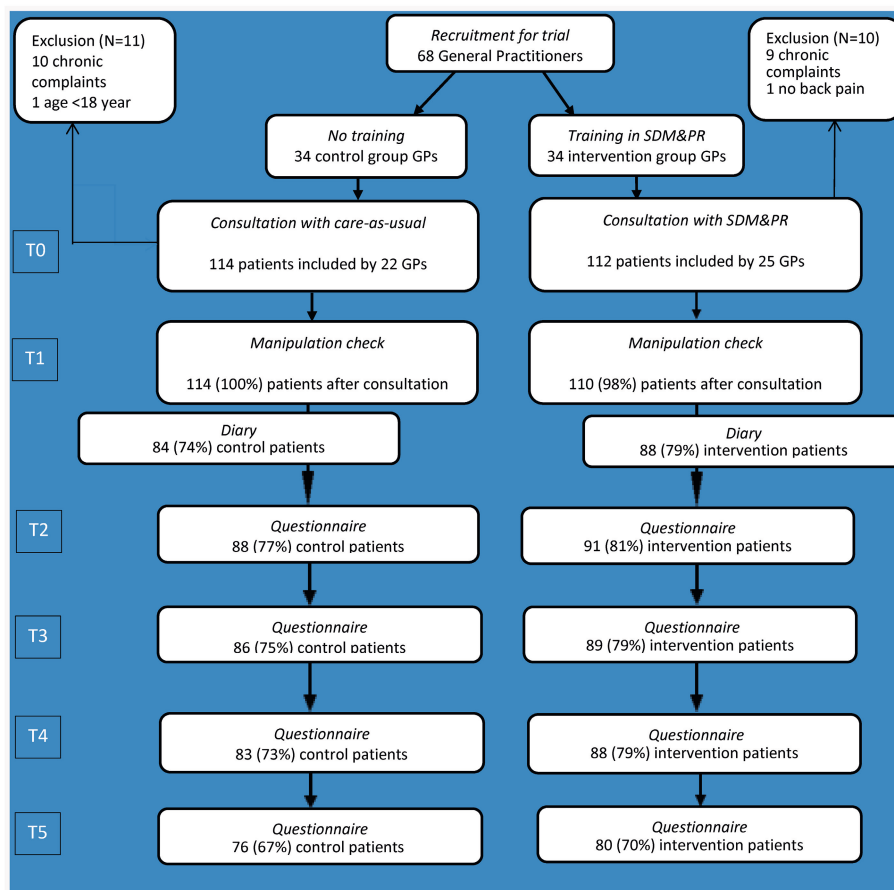 Exclusion (N=11)
10 chronic
complaints
1 age <18 year
Recruitment for trial
68 General Practitioners
Exclusion (N=10)
9 chronic
complaints
1 no back pain
No training
34 control group GPs
Training in SDM&PR
34 intervention group GPs
T0
Consultation with care-as-usual
114 patients included by 22 GPs
Consultation with SDM&PR
112 patients included by 25 GPs
T1
Manipulation check
114 (100%) patients after consultation
Manipulation check
110 (98%) patients after consultation
Diary
84 (74%) control patients
Diary
88 (79%) intervention patients
T2
Questionnaire
88 (77%) control patients
Questionnaire
91 (81%) intervention patients
T3
Questionnaire
86 (75%) control patients
Questionnaire
89 (79%) intervention patients
T4
Questionnaire
83 (73%) control patients
Questionnaire
88 (79%) intervention patients
T5
Questionnaire
76 (67%) control patients
Questionnaire
80 (70%) intervention patients